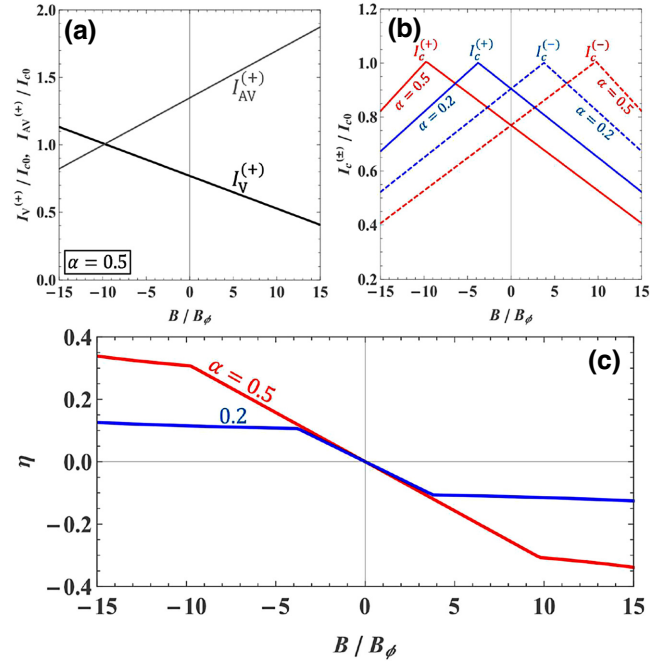 (a)
I_V^(+) / I_c0, I_AV^(+) / I_c0
2.0
1.5
1.0
0.5
0.0
I_AV^(+)
I_V^(+)
α = 0.5
−15 −10 −5 0 5 10 15
B / B_ϕ
(b)
I_c^(±) / I_c0
1.2
1.0
0.8
0.6
0.4
0.2
I_c^(+) I_c^(+) I_c^(−) I_c^(−)
α = 0.5
α = 0.2
α = 0.2
α = 0.5
−15 −10 −5 0 5 10 15
B / B_ϕ
(c)
η
0.4
0.2
0.0
−0.2
−0.4
α = 0.5
0.2
−15 −10 −5 0 5 10 15
B / B_ϕ